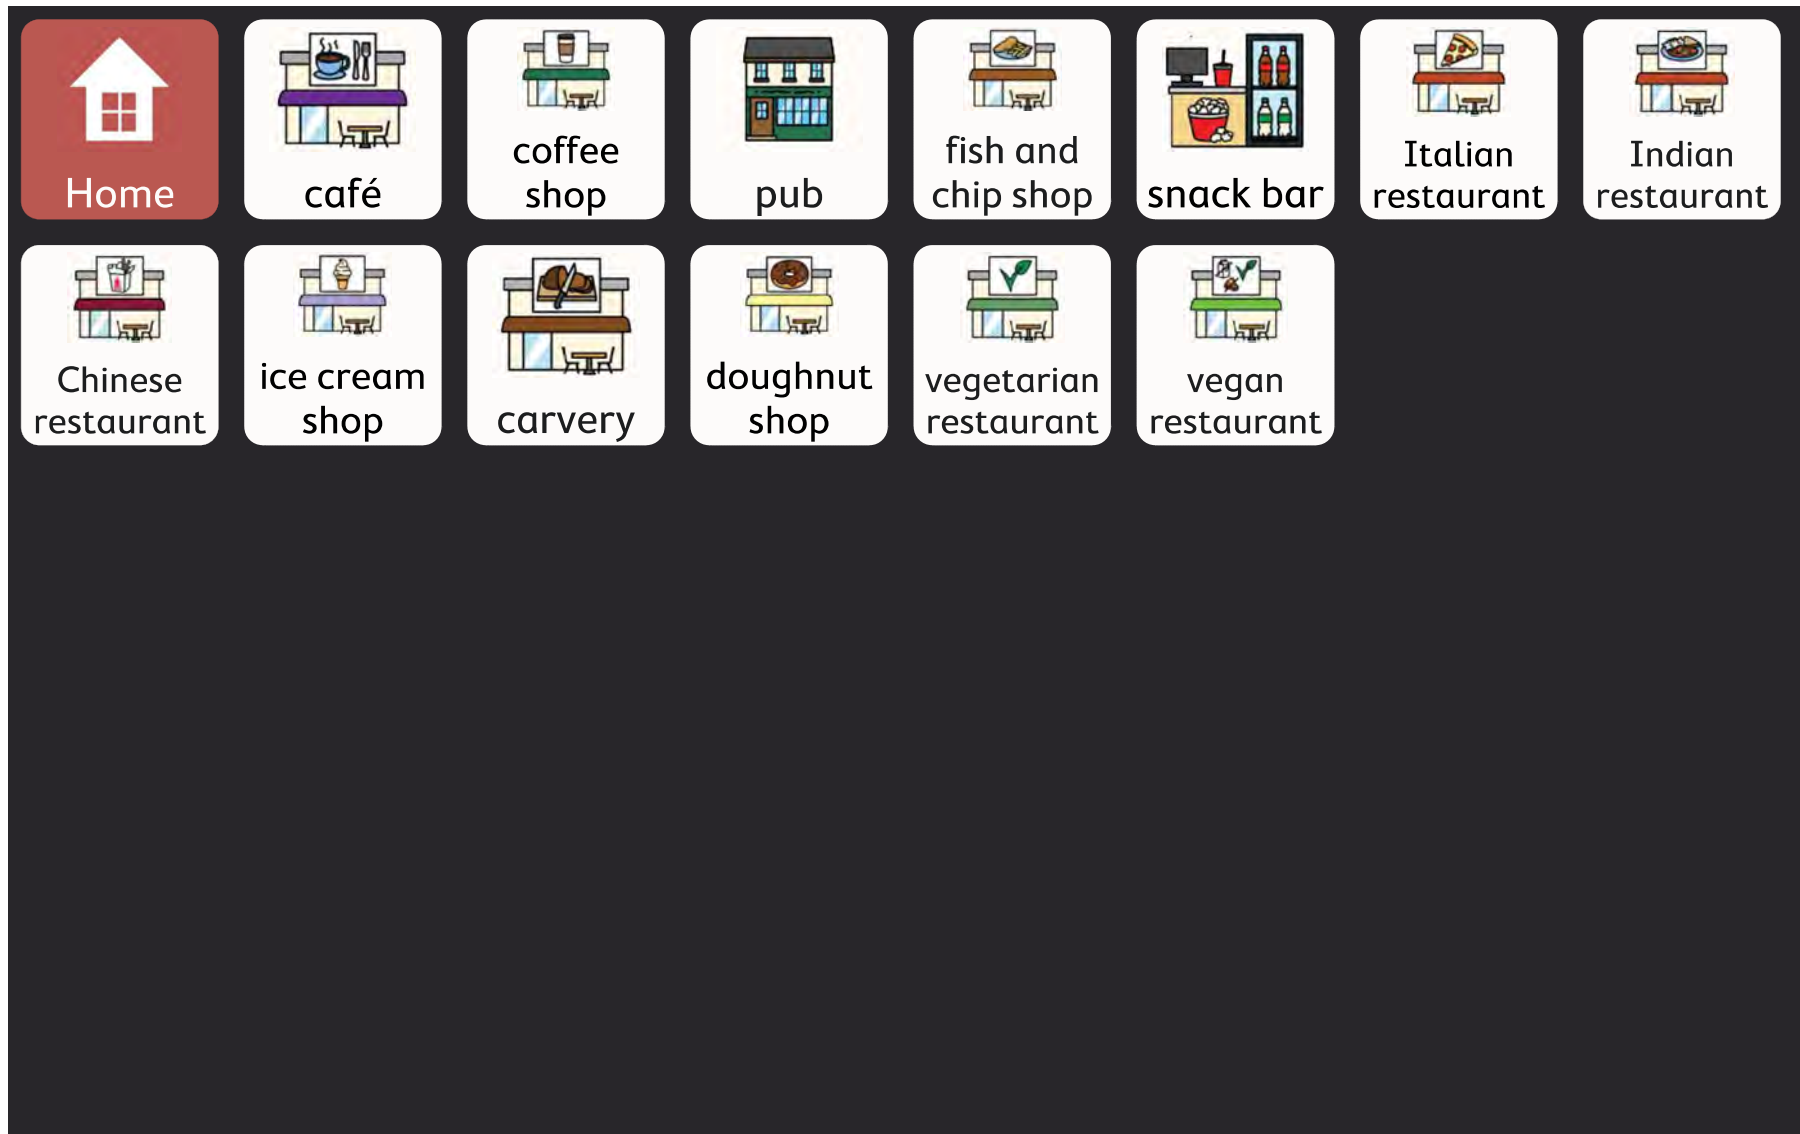 Home
café
coffee
shop
pub
fish and
chip shop
snack bar
Italian
restaurant
Indian
restaurant
Chinese
restaurant
ice cream
shop
carvery
doughnut
shop
vegetarian
restaurant
vegan
restaurant